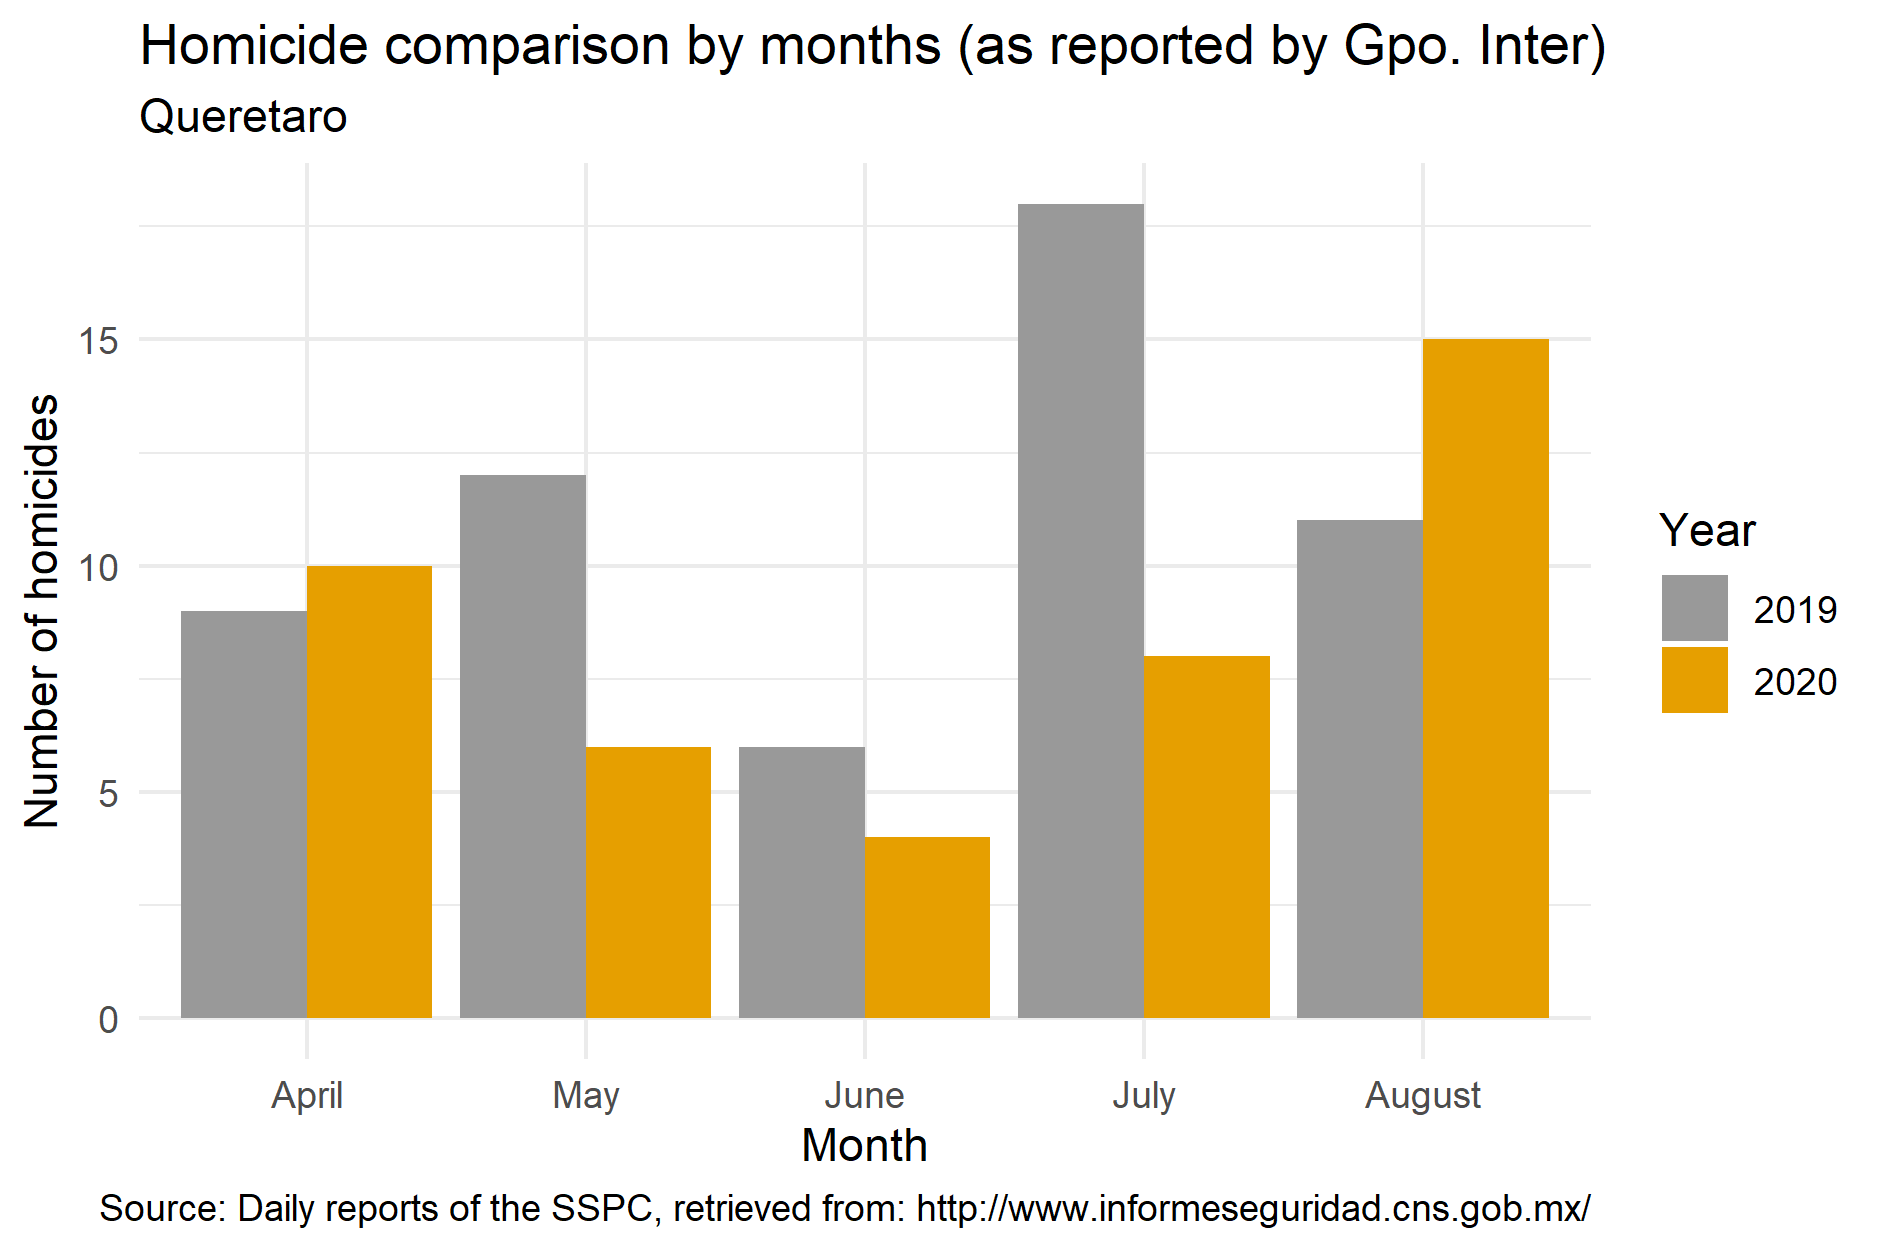 Homicide comparison by months (as reported by Gpo. Inter)
Queretaro
Number of homicides
15
10
5
0
April May June July August
Month
Year
2019
2020
Source: Daily reports of the SSPC, retrieved from: http://www.informeseguridad.cns.gob.mx/